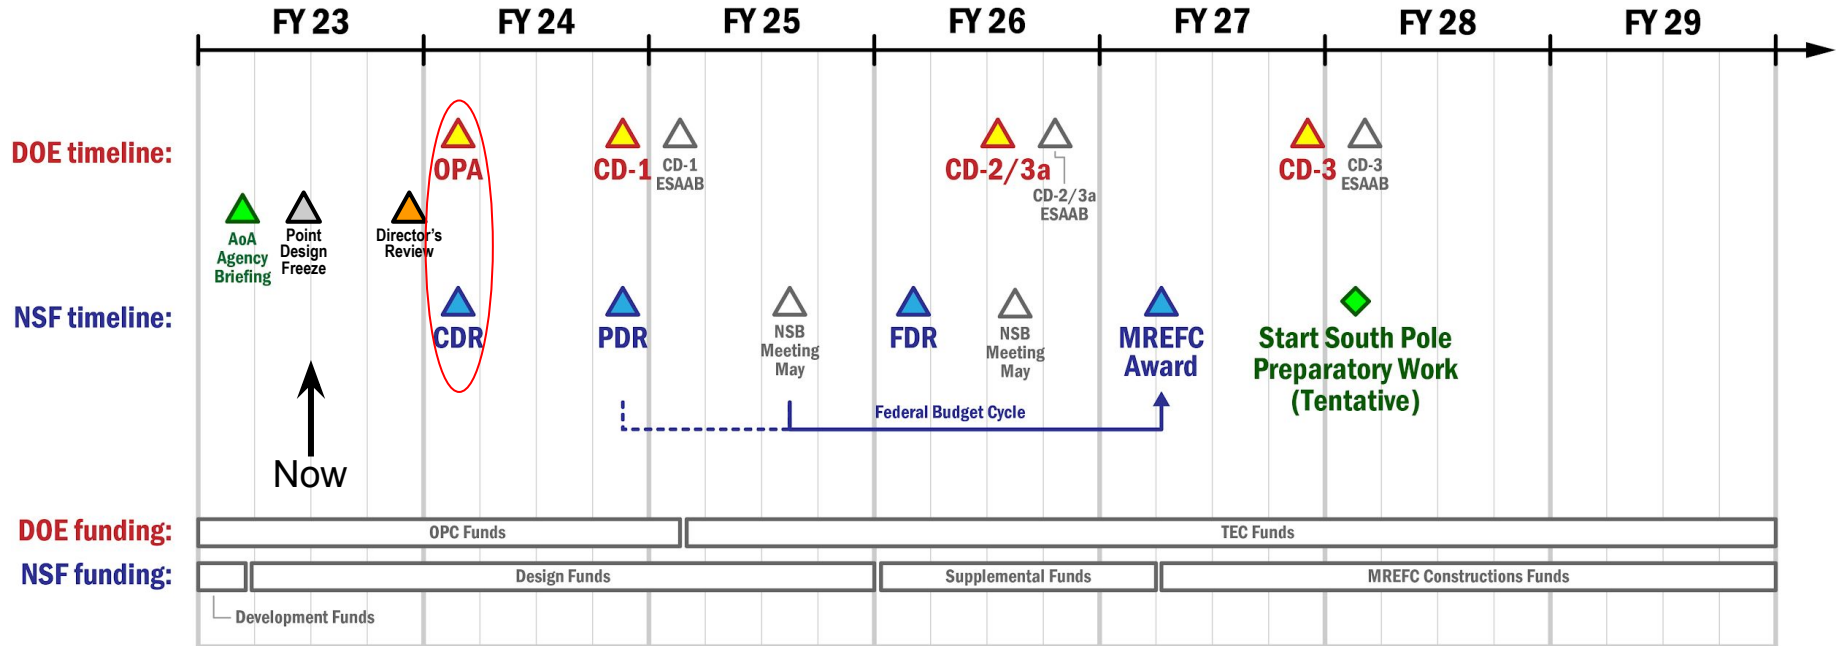 FY 23 FY 24 FY 25 FY 26 FY 27 FY 28 FY 29
DOE timeline:
OPA
CD-1
CD-1
ESAAB
CD-2/3a
CD-2/3a
ESAAB
CD-3
CD-3
ESAAB
AoA
Agency
Briefing
Point
Design
Freeze
Director's
Review
NSF timeline:
CDR
PDR
NSB
Meeting
May
FDR
NSB
Meeting
May
MREFC
Award
Start South Pole
Preparatory Work
(Tentative)
Federal Budget Cycle
Now
DOE funding:
OPC Funds
TEC Funds
NSF funding:
Design Funds
Supplemental Funds
MREFC Constructions Funds
Development Funds